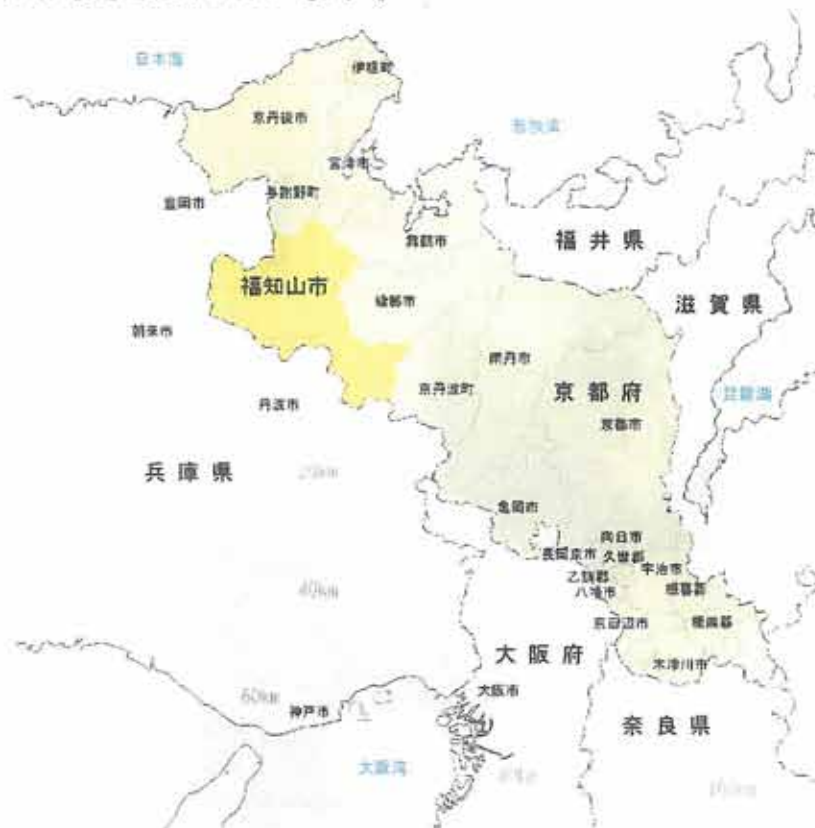 日本海
伊根町
京丹後市
若狭湾
宮津市
与謝野町
豊岡市
舞鶴市
福井県
福知山市
綾部市
滋賀県
朝来市
南丹市
京丹波町
京都府
琵琶湖
丹波市
京都市
兵庫県
20km
亀岡市
向日市
長岡京市
久世郡
宇治市
乙訓郡
40km
八幡市
綴喜郡
京田辺市
相楽郡
大阪府
木津川市
大阪市
60km
神戸市
奈良県
大阪湾